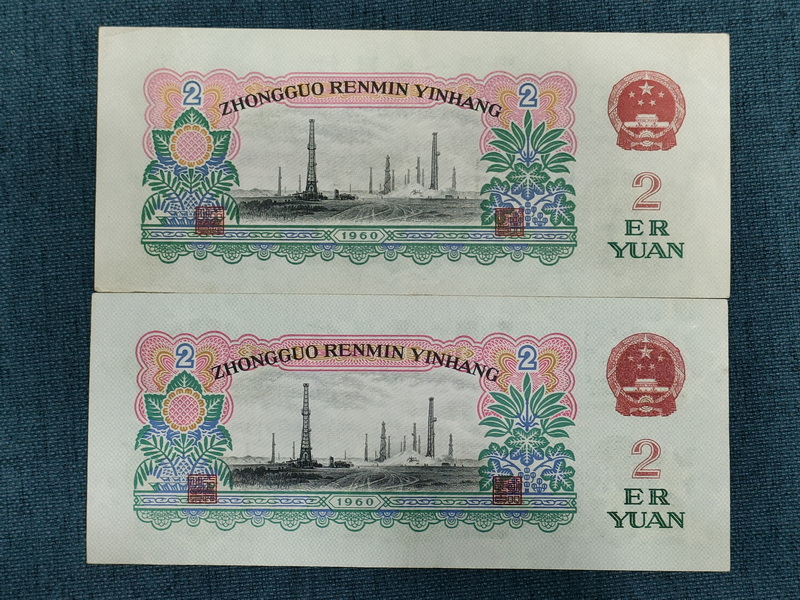 2 ZHONGGUO RENMIN YINHANG 2
1960
2
ER
YUAN
2 ZHONGGUO RENMIN YINHANG 2
1960
2
ER
YUAN